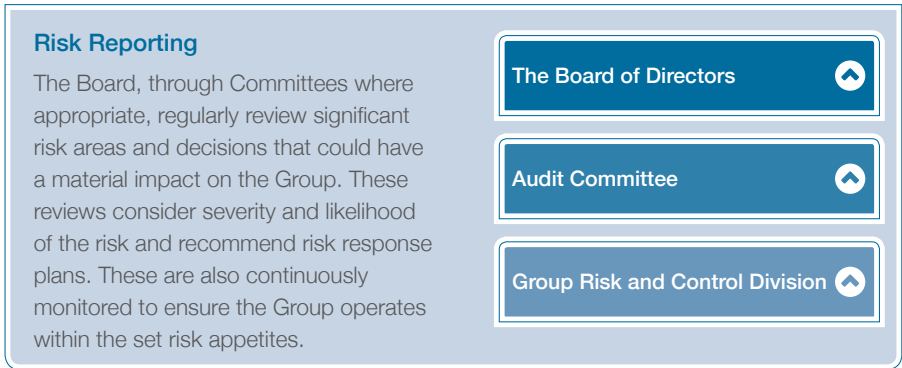 Risk Reporting
The Board, through Committees where
appropriate, regularly review significant
risk areas and decisions that could have
a material impact on the Group. These
reviews consider severity and likelihood
of the risk and recommend risk response
plans. These are also continuously
monitored to ensure the Group operates
within the set risk appetites.
The Board of Directors
Audit Committee
Group Risk and Control Division